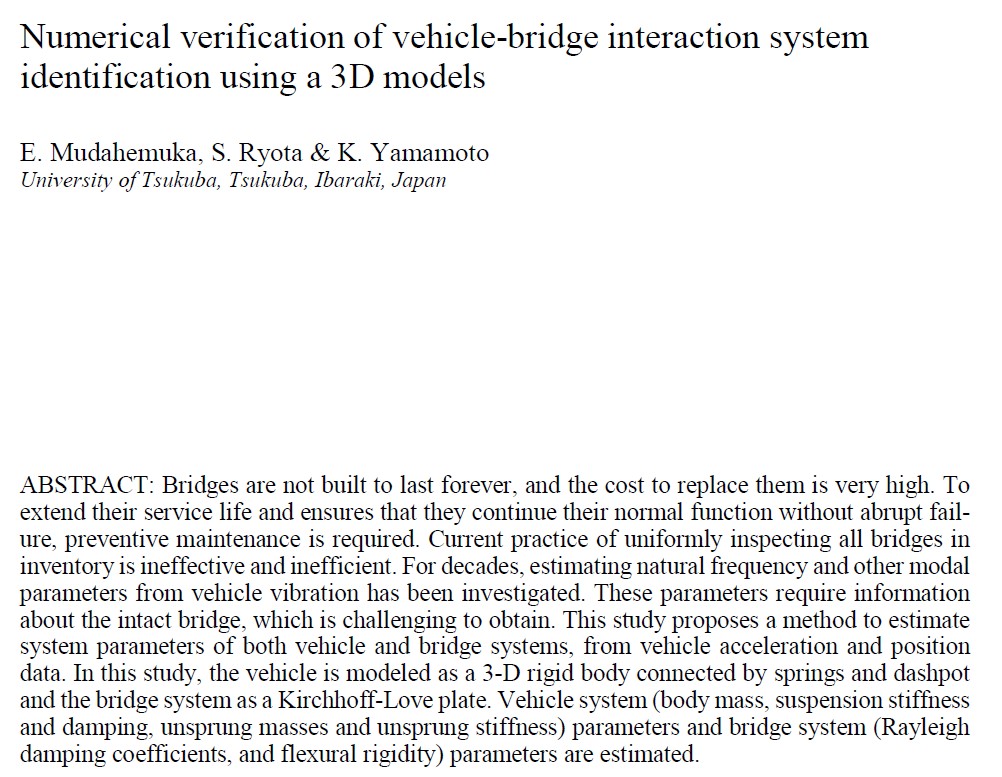 Numerical verification of vehicle-bridge interaction system
identification using a 3D models
E. Mudahemuka, S. Ryota & K. Yamamoto
University of Tsukuba, Tsukuba, Ibaraki, Japan
ABSTRACT: Bridges are not built to last forever, and the cost to replace them is very high. To
extend their service life and ensures that they continue their normal function without abrupt fail-
ure, preventive maintenance is required. Current practice of uniformly inspecting all bridges in
inventory is ineffective and inefficient. For decades, estimating natural frequency and other modal
parameters from vehicle vibration has been investigated. These parameters require information
about the intact bridge, which is challenging to obtain. This study proposes a method to estimate
system parameters of both vehicle and bridge systems, from vehicle acceleration and position
data. In this study, the vehicle is modeled as a 3-D rigid body connected by springs and dashpot
and the bridge system as a Kirchhoff-Love plate. Vehicle system (body mass, suspension stiffness
and damping, unsprung masses and unsprung stiffness) parameters and bridge system (Rayleigh
damping coefficients, and flexural rigidity) parameters are estimated.